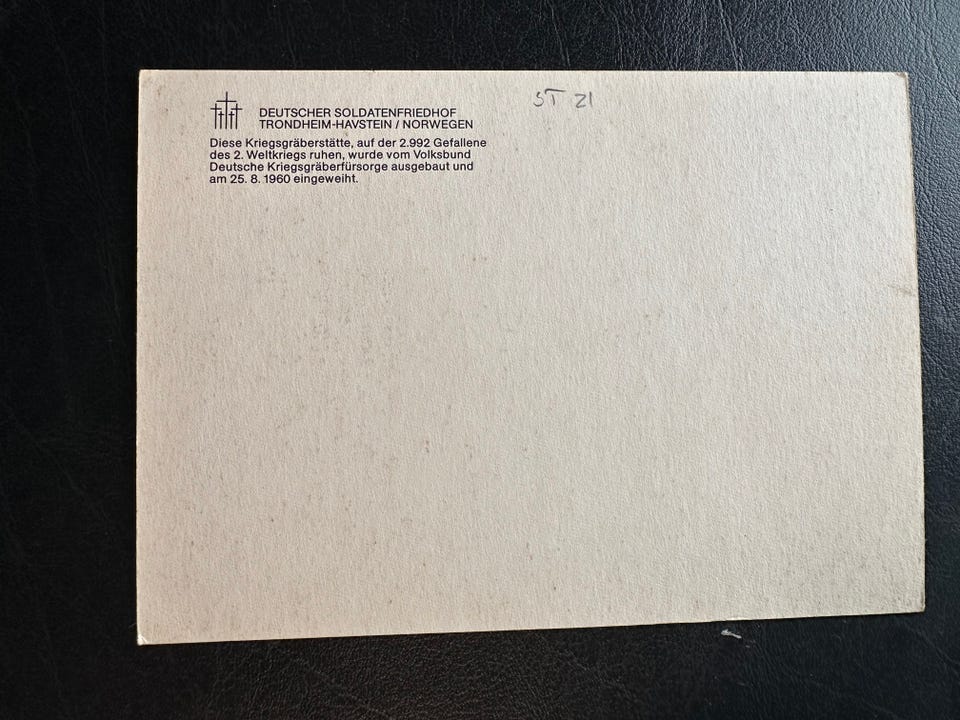 ST 21
DEUTSCHER SOLDATENFRIEDHOF
TRONDHEIM-HAVSTEIN / NORWEGEN
Diese Kriegsgräberstätte, auf der 2.992 Gefallene
des 2. Weltkriegs ruhen, wurde vom Volksbund
Deutsche Kriegsgräberfürsorge ausgebaut und
am 25. 8. 1960 eingeweiht.